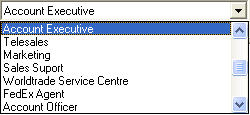 Account Executive
Account Executive
Telesales
Marketing
Sales Suport
Worldtrade Service Centre
FedEx Agent
Account Officer